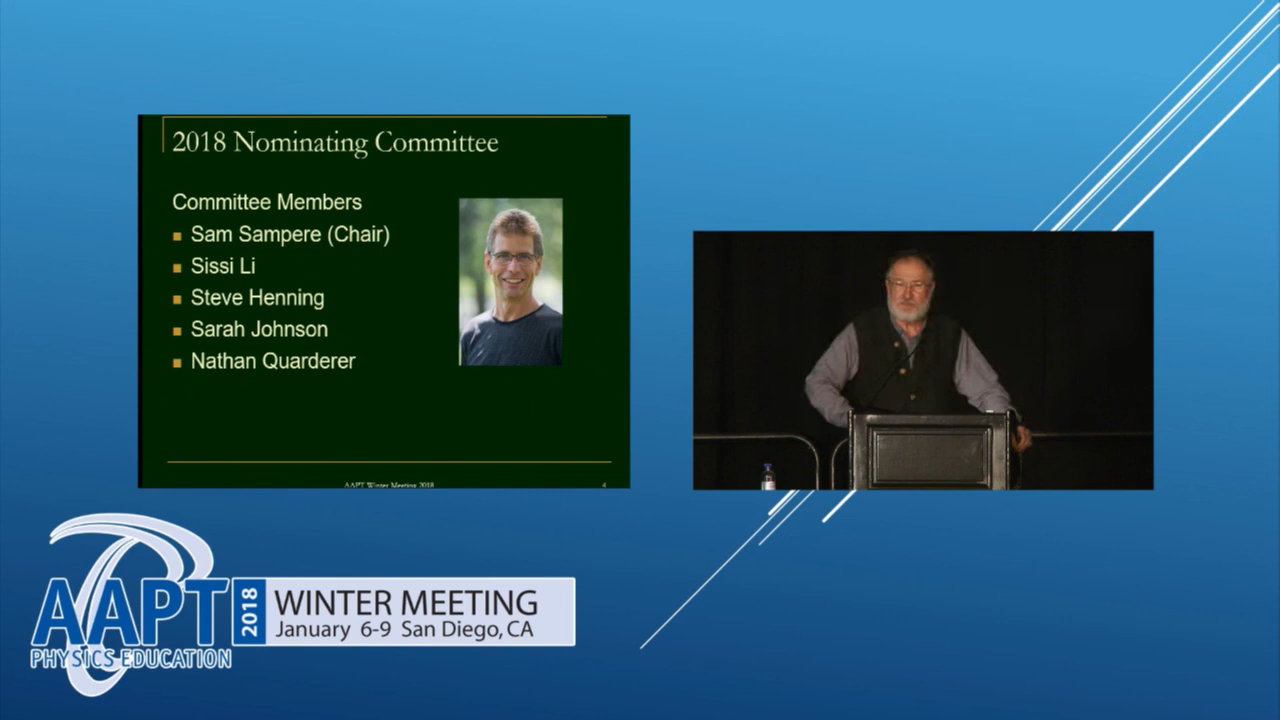 2018 Nominating Committee
Committee Members
Sam Sampere (Chair)
Sissi Li
Steve Henning
Sarah Johnson
Nathan Quarderer
AAPT Winter Meeting 2018
4
AAPT
PHYSICS EDUCATION
2018
WINTER MEETING
January 6-9 San Diego, CA